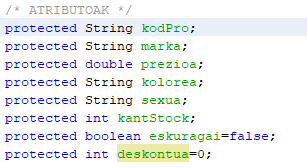 /* ATRIBUTOAK */
protected String kodPro;
protected String marka;
protected double prezioa;
protected String kolorea;
protected String sexua;
protected int kantStock;
protected boolean eskuragai=false;
protected int deskontua=0;